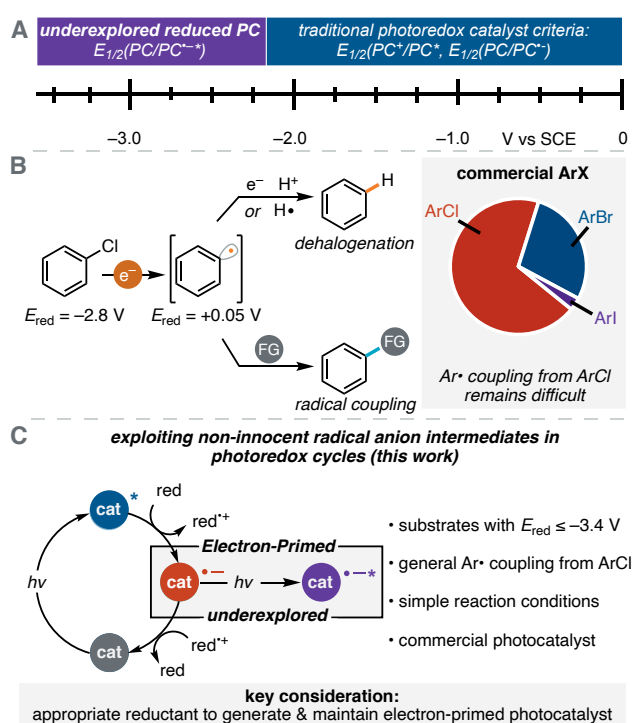 A
underexplored reduced PC
E1/2(PC/PC•–*)
traditional photoredox catalyst criteria:
E1/2(PC+/PC*, E1/2(PC/PC•-)
–3.0
–2.0
–1.0
V vs SCE
0
B
Cl
e–
Ered = –2.8 V
Ered = +0.05 V
e– H+
or H•
H
dehalogenation
FG
FG
radical coupling
commercial ArX
ArCl
ArBr
ArI
Ar• coupling from ArCl
remains difficult
C
exploiting non-innocent radical anion intermediates in
photoredox cycles (this work)
cat *
red
red•+
hν
Electron-Primed
cat •–
hν
cat •–*
underexplored
red•+
red
cat
• substrates with Ered ≤ –3.4 V
• general Ar• coupling from ArCl
• simple reaction conditions
• commercial photocatalyst
key consideration:
appropriate reductant to generate & maintain electron-primed photocatalyst